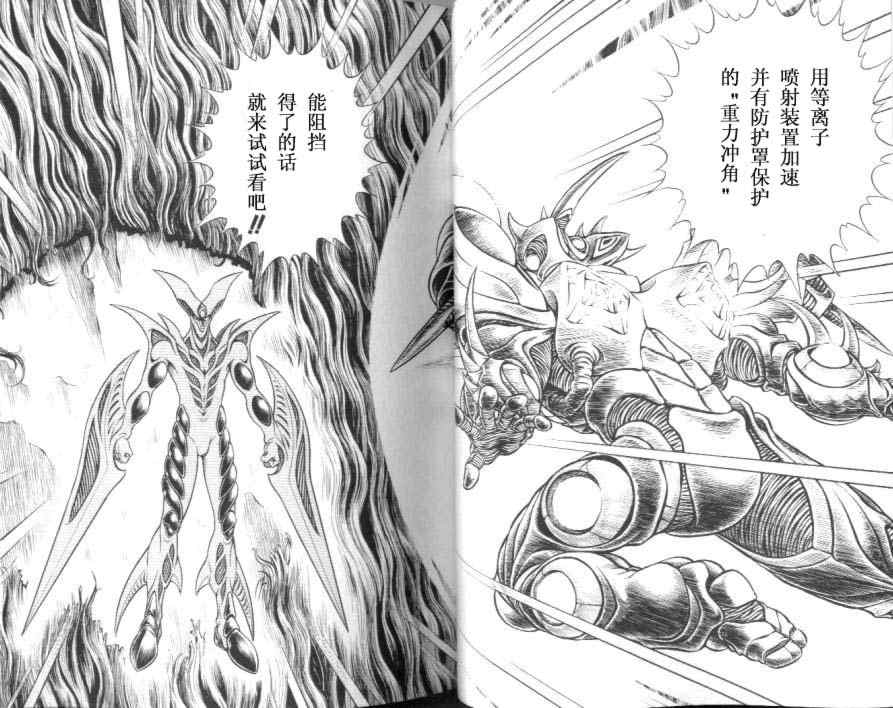 用等离子
喷射装置加速
并有防护罩保护
的"重力冲角"
能阻挡
得了的话
就来试试看吧!!